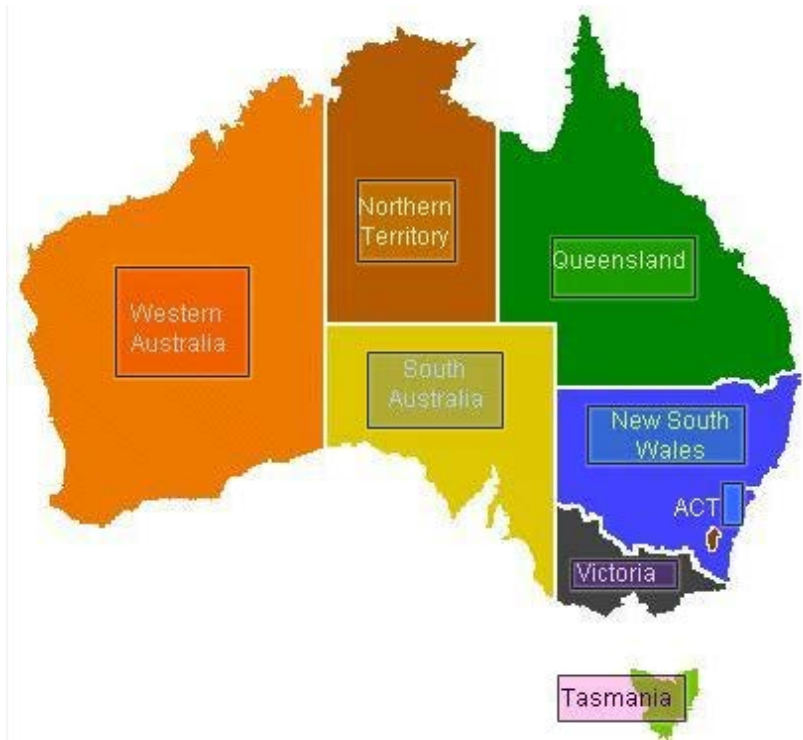 Northern
Territory
Queensland
Western
Australia
South
Australia
New South
Wales
ACT
Victoria
Tasmania